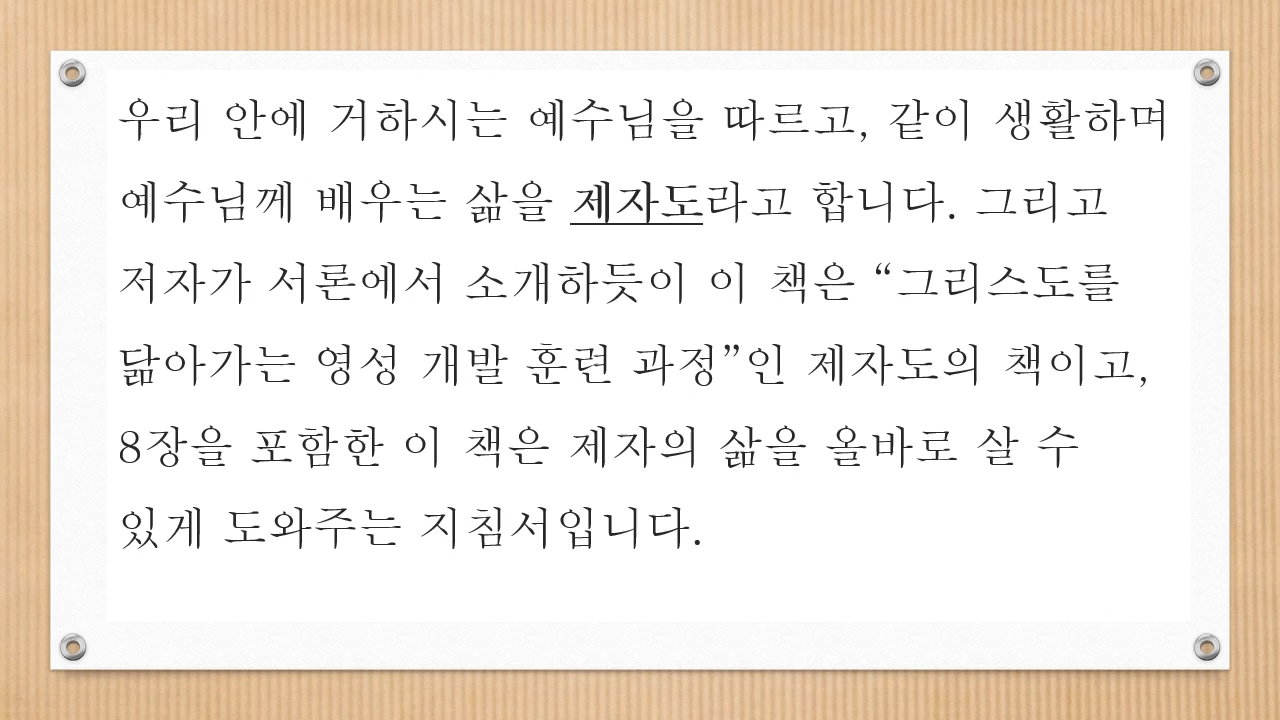 우리 안에 거하시는 예수님을 따르고, 같이 생활하며
예수님께 배우는 삶을 제자도라고 합니다. 그리고
저자가 서론에서 소개하듯이 이 책은 “그리스도를
닮아가는 영성 개발 훈련 과정”인 제자도의 책이고,
8장을 포함한 이 책은 제자의 삶을 올바로 살 수
있게 도와주는 지침서입니다.